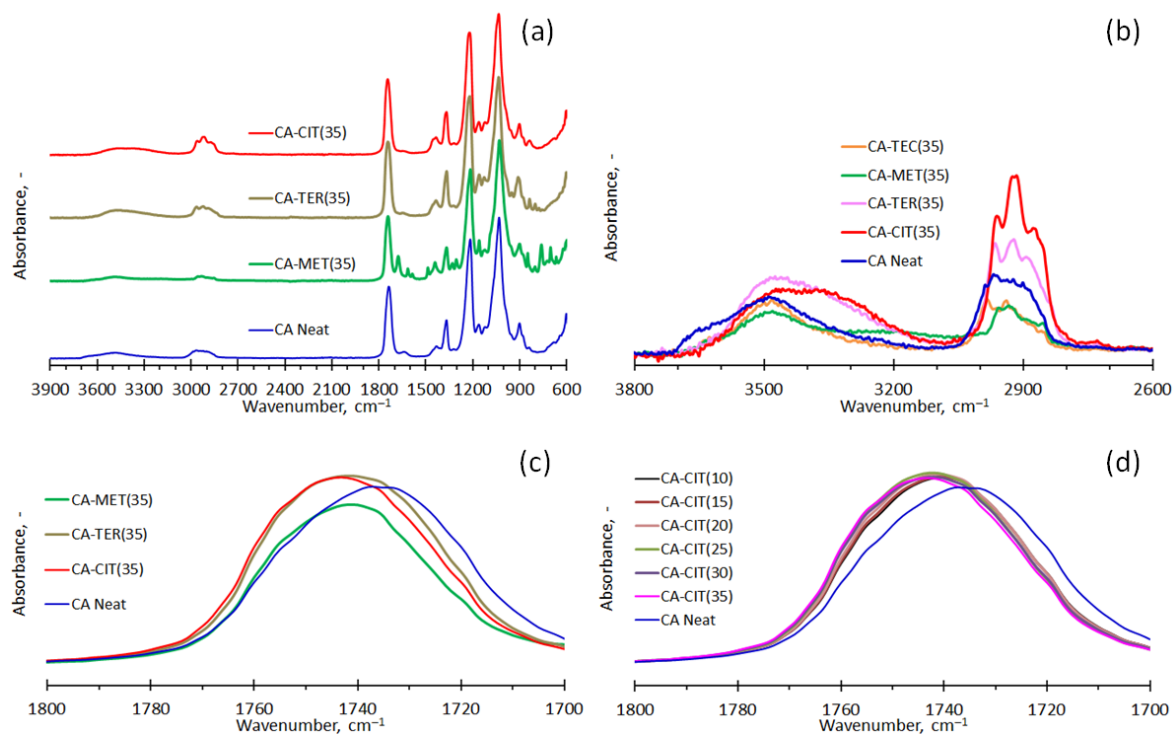 (a)
CA-CIT(35)
CA-TER(35)
CA-MET(35)
CA Neat
Absorbance, -
3900 3600 3300 3000 2700 2400 2100 1800 1500 1200 900 600
Wavenumber, cm⁻¹
(b)
CA-TEC(35)
CA-MET(35)
CA-TER(35)
CA-CIT(35)
CA Neat
Absorbance, -
3800 3500 3200 2900 2600
Wavenumber, cm⁻¹
(c)
CA-MET(35)
CA-TER(35)
CA-CIT(35)
CA Neat
Absorbance, -
1800 1780 1760 1740 1720 1700
Wavenumber, cm⁻¹
(d)
CA-CIT(10)
CA-CIT(15)
CA-CIT(20)
CA-CIT(25)
CA-CIT(30)
CA-CIT(35)
CA Neat
Absorbance, -
1800 1780 1760 1740 1720 1700
Wavenumber, cm⁻¹